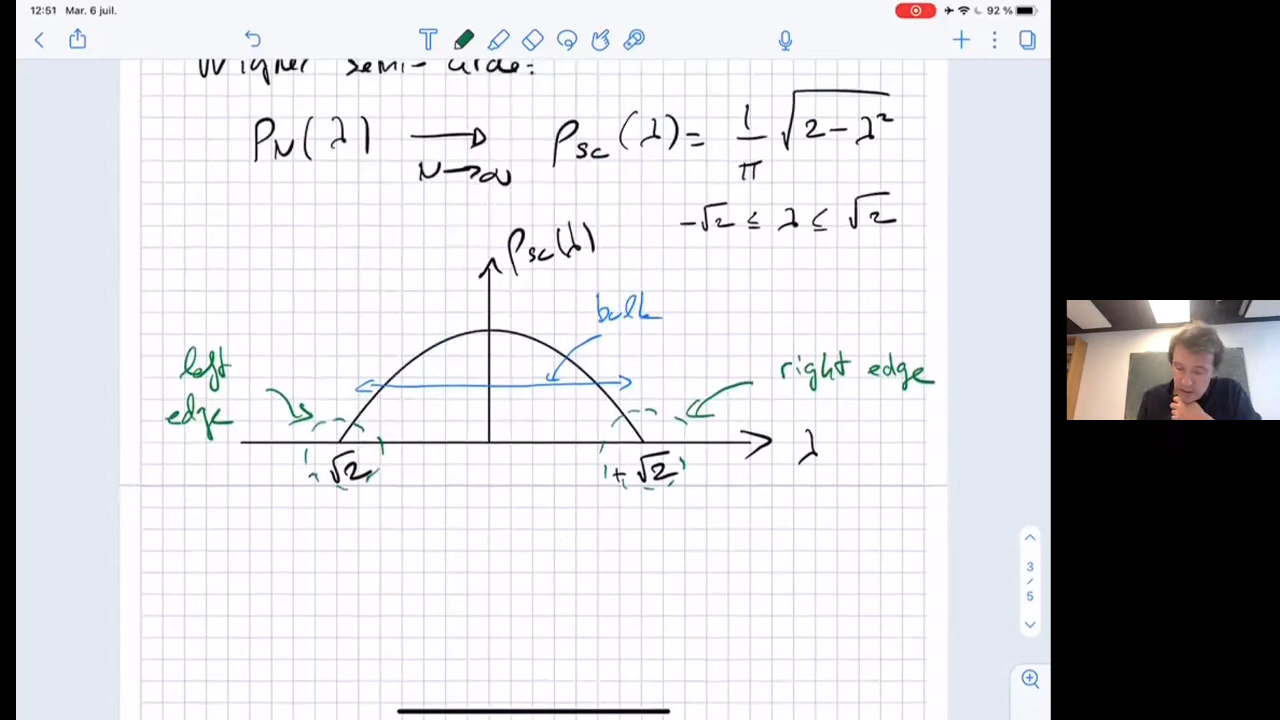 12:51 Mar. 6 juil.
92 %
Wigner semi-circle:
ρN(λ) → N→∞ ρsc(λ) = 1/π √(2 − λ²)
−√2 ≤ λ ≤ √2
ρsc(λ)
bulk
left
edge
right edge
-√2
+√2
λ
3
/
5